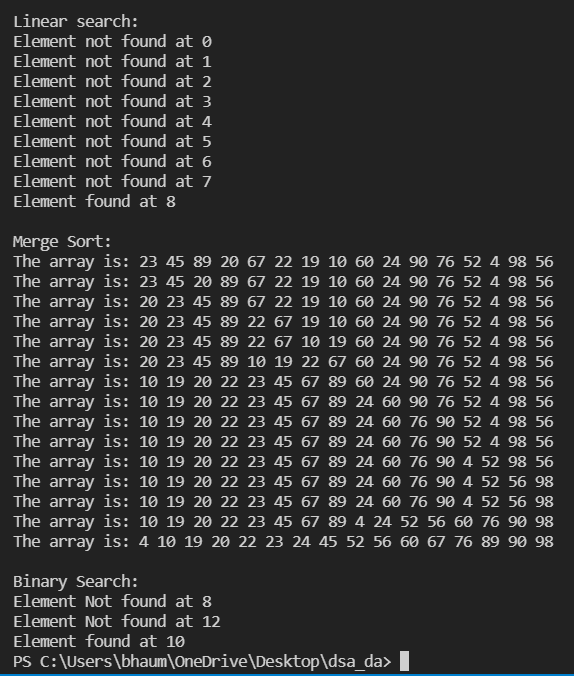 Linear search:
Element not found at 0
Element not found at 1
Element not found at 2
Element not found at 3
Element not found at 4
Element not found at 5
Element not found at 6
Element not found at 7
Element found at 8
Merge Sort:
The array is: 23 45 89 20 67 22 19 10 60 24 90 76 52 4 98 56
The array is: 23 45 20 89 67 22 19 10 60 24 90 76 52 4 98 56
The array is: 20 23 45 89 67 22 19 10 60 24 90 76 52 4 98 56
The array is: 20 23 45 89 22 67 19 10 60 24 90 76 52 4 98 56
The array is: 20 23 45 89 22 67 10 19 60 24 90 76 52 4 98 56
The array is: 20 23 45 89 10 19 22 67 60 24 90 76 52 4 98 56
The array is: 10 19 20 22 23 45 67 89 60 24 90 76 52 4 98 56
The array is: 10 19 20 22 23 45 67 89 24 60 90 76 52 4 98 56
The array is: 10 19 20 22 23 45 67 89 24 60 76 90 52 4 98 56
The array is: 10 19 20 22 23 45 67 89 24 60 76 90 52 4 98 56
The array is: 10 19 20 22 23 45 67 89 24 60 76 90 4 52 98 56
The array is: 10 19 20 22 23 45 67 89 24 60 76 90 4 52 56 98
The array is: 10 19 20 22 23 45 67 89 24 60 76 90 4 52 56 98
The array is: 10 19 20 22 23 45 67 89 4 24 52 56 60 76 90 98
The array is: 4 10 19 20 22 23 24 45 52 56 60 67 76 89 90 98
Binary Search:
Element Not found at 8
Element Not found at 12
Element found at 10
PS C:\Users\bhaum\OneDrive\Desktop\dsa_da>